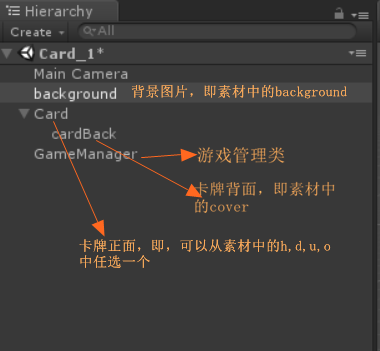 Hierarchy
Create All
Card_1*
Main Camera
background 背景图片，即素材中的background
Card
cardBack
GameManager 游戏管理类
卡牌背面，即素材中
的cover
卡牌正面，即，可以从素材中的h,d,u,o
中任选一个